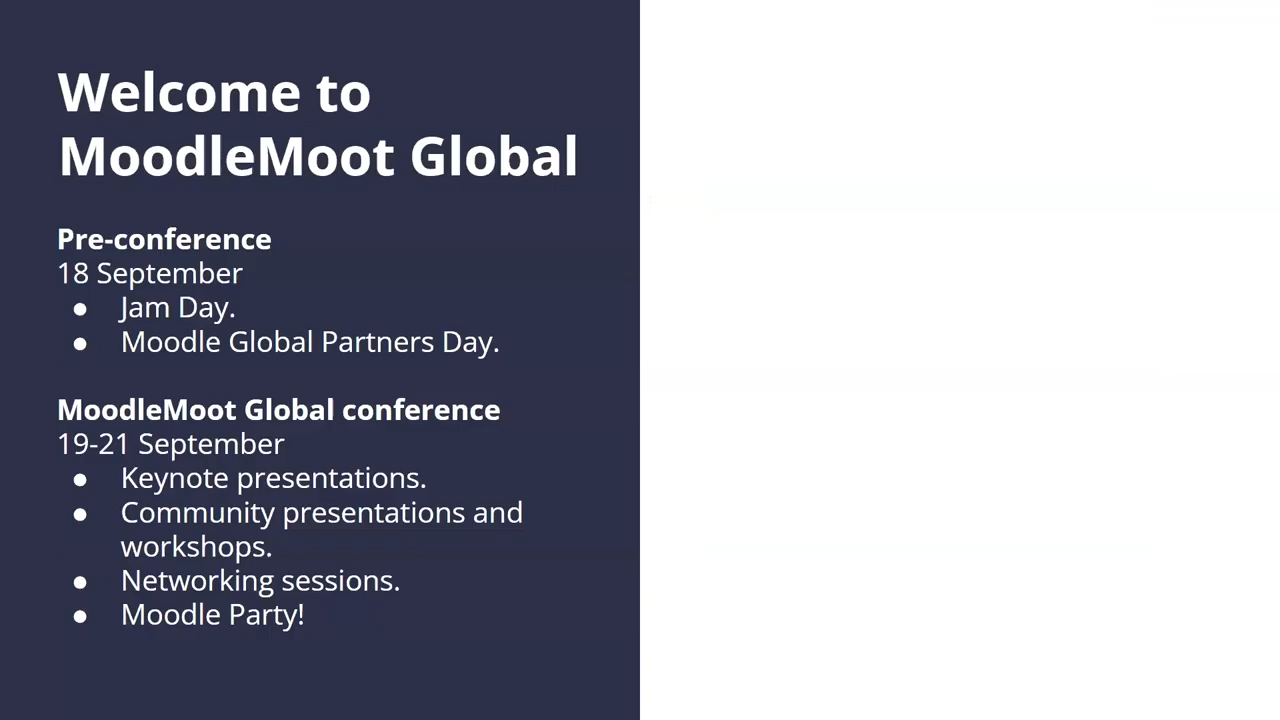 Welcome to
MoodleMoot Global
Pre-conference
18 September
● Jam Day.
● Moodle Global Partners Day.
MoodleMoot Global conference
19-21 September
● Keynote presentations.
● Community presentations and
workshops.
● Networking sessions.
● Moodle Party!